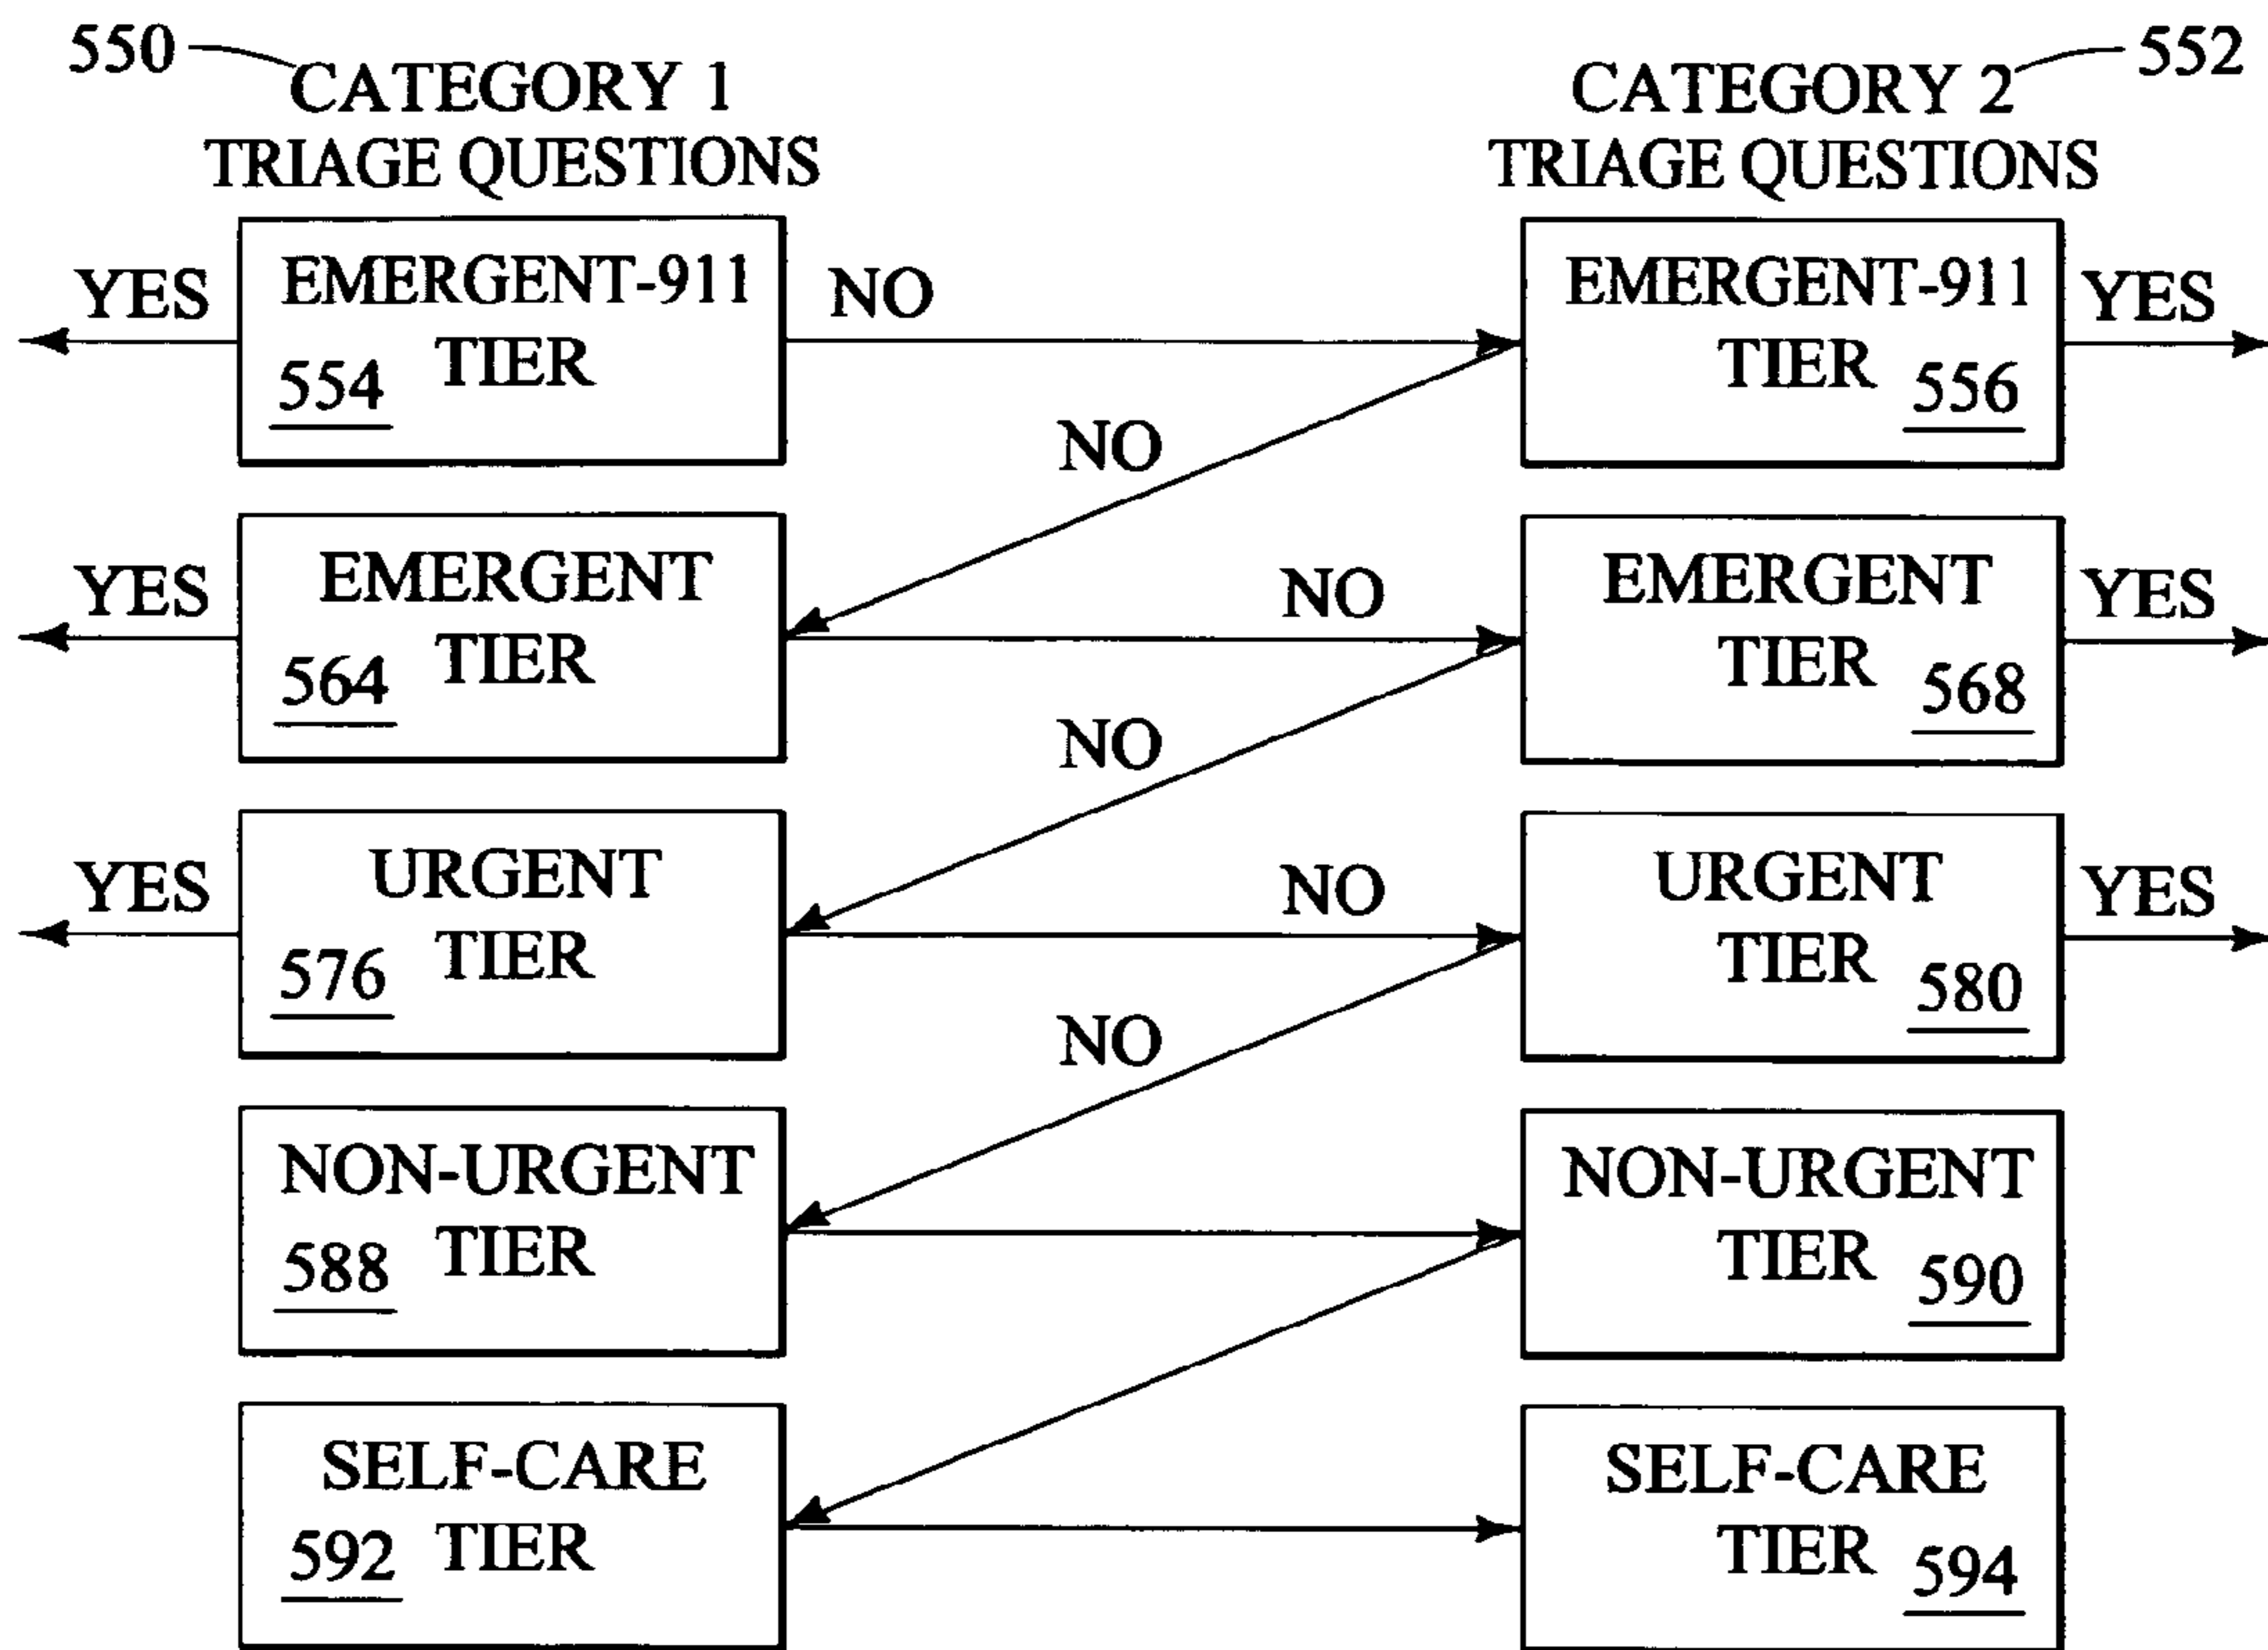 550
552
CATEGORY 1
TRIAGE QUESTIONS
CATEGORY 2
TRIAGE QUESTIONS
YES
EMERGENT-911
TIER
554
NO
EMERGENT-911
TIER
556
YES
NO
YES
EMERGENT
TIER
564
NO
EMERGENT
TIER
568
YES
NO
YES
URGENT
TIER
576
NO
URGENT
TIER
580
YES
NO
NON-URGENT
TIER
588
NON-URGENT
TIER
590
SELF-CARE
TIER
592
SELF-CARE
TIER
594